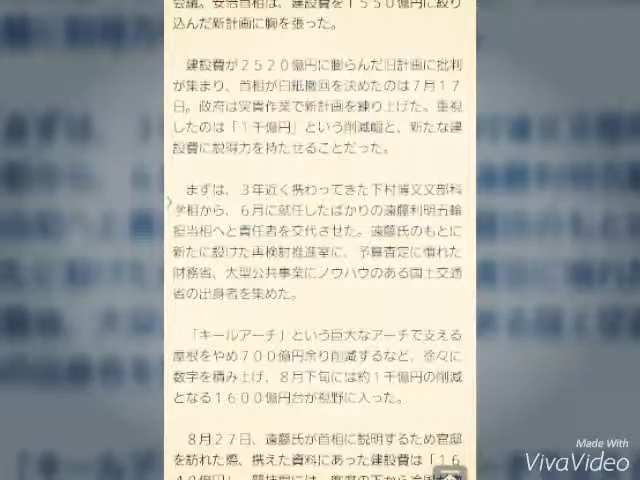 会議。安倍首相は、建設費を1550億円に絞り
込んだ新計画に胸を張った。
建設費が2520億円に膨らんだ旧計画に批判
が集まり、首相が白紙撤回を決めたのは7月17
日。政府は突貫作業で新計画を練り上げた。重視
したのは「1千億円」という削減幅と、新たな建
設費に説得力を持たせることだった。
まずは、3年近く携わってきた下村博文文部科
学相から、6月に就任したばかりの遠藤利明五輪
担当相へと責任者を交代させた。遠藤氏のもとに
新たに設けた再検討推進室に、予算査定に慣れた
財務省、大型公共事業にノウハウのある国土交通
省の出身者を集めた。
「キールアーチ」という巨大なアーチで支える
屋根をやめ700億円余り削減するなど、徐々に
数字を積み上げ、8月下旬には約1千億円の削減
となる1600億円台が視野に入った。
8月27日、遠藤氏が首相に説明するため官邸
を訪れた際、携えた資料にあった建設費は「16
40億円」。競技場には、客席の下から冷風
Made With
VivaVideo